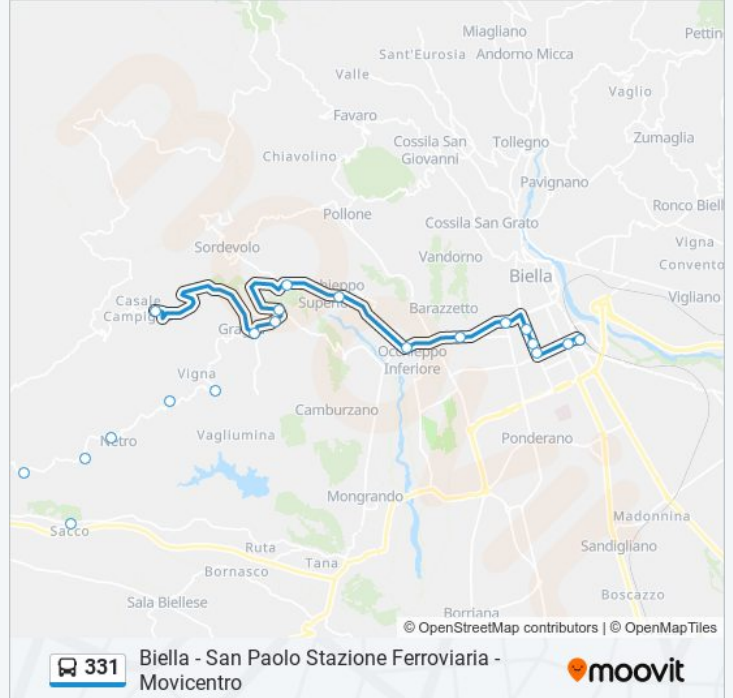 Miagliano
Pettin
Sant'Eurosia Andorno Micca
Valle
Vaglio
Favaro
Cossila San
Giovanni
Tollegno
Zumaglia
Chiavolino
Pavignano
Ronco Biell
Pollone
Cossila San Grato
Sordevolo
Vigna
Vandorno
Convento
Biella
Vigliano
Casale
Campig
Superi
Barazzetto
Gra
Occhieppo
Inferiore
Vigna
Camburzano
Netro
Vagliumina
Ponderano
Mongrando
Madonnina
Sacco
Ruta
Sandigliano
Tana
Bornasco
Boscazzo
Sala Biellese
Borriana
© OpenStreetMap contributors | © OpenMapTiles
331
Biella - San Paolo Stazione Ferroviaria -
Movicentro
moovit